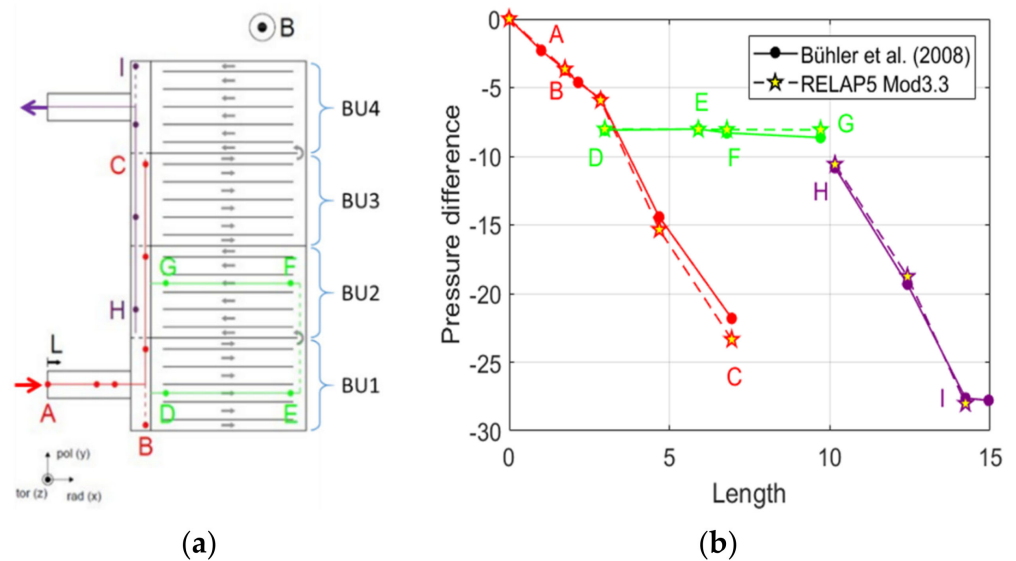 B
I
BU4
C
BU3
G F
BU2
H
L
BU1
A
D E
B
pol (y)
tor (z)
rad (x)
(a)
Pressure difference
0
-5
-10
-15
-20
-25
-30
A
B
D
E
F
G
C
H
I
Bühler et al. (2008)
RELAP5 Mod3.3
0 5 10 15
Length
(b)